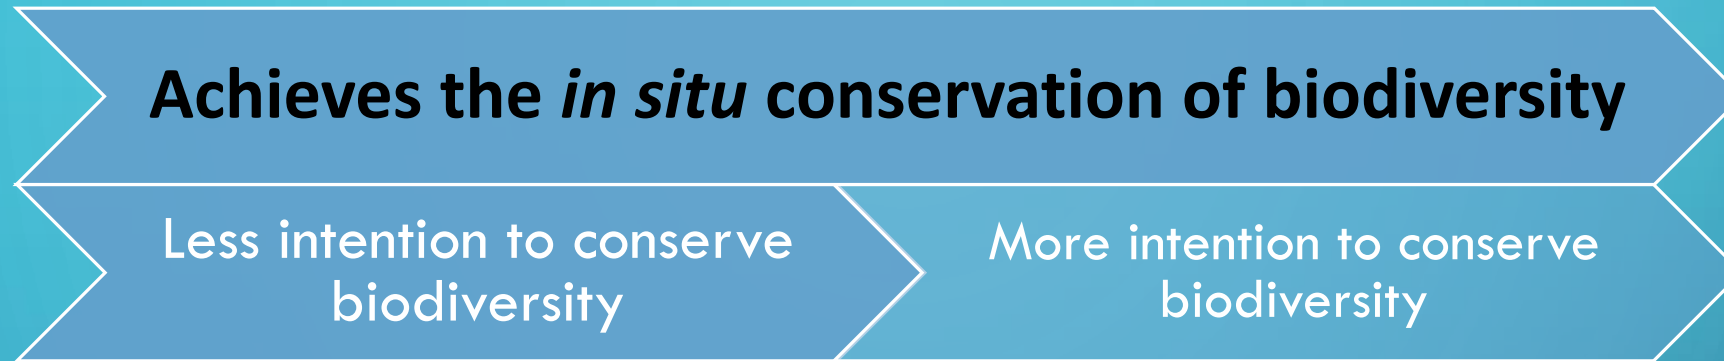 Achieves the in situ conservation of biodiversity
Less intention to conserve
biodiversity
More intention to conserve
biodiversity